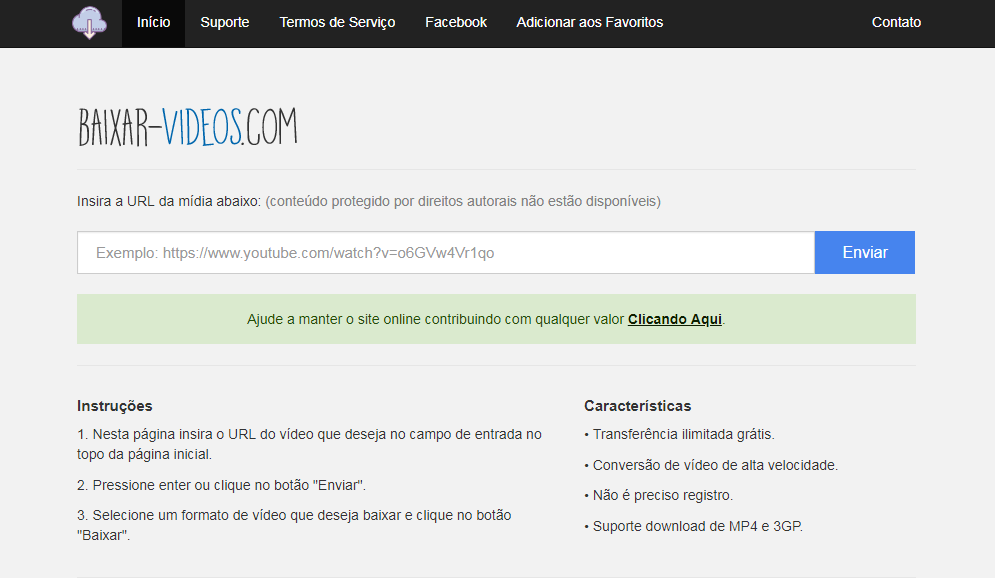 Início Suporte Termos de Serviço Facebook Adicionar aos Favoritos Contato
BAIXAR-VIDEOS.COM
Insira a URL da mídia abaixo: (conteúdo protegido por direitos autorais não estão disponíveis)
Exemplo: https://www.youtube.com/watch?v=o6GVw4Vr1qo
Enviar
Ajude a manter o site online contribuindo com qualquer valor Clicando Aqui.
Instruções
1. Nesta página insira o URL do vídeo que deseja no campo de entrada no
topo da página inicial.
2. Pressione enter ou clique no botão "Enviar".
3. Selecione um formato de vídeo que deseja baixar e clique no botão
"Baixar".
Características
• Transferência ilimitada grátis.
• Conversão de vídeo de alta velocidade.
• Não é preciso registro.
• Suporte download de MP4 e 3GP.